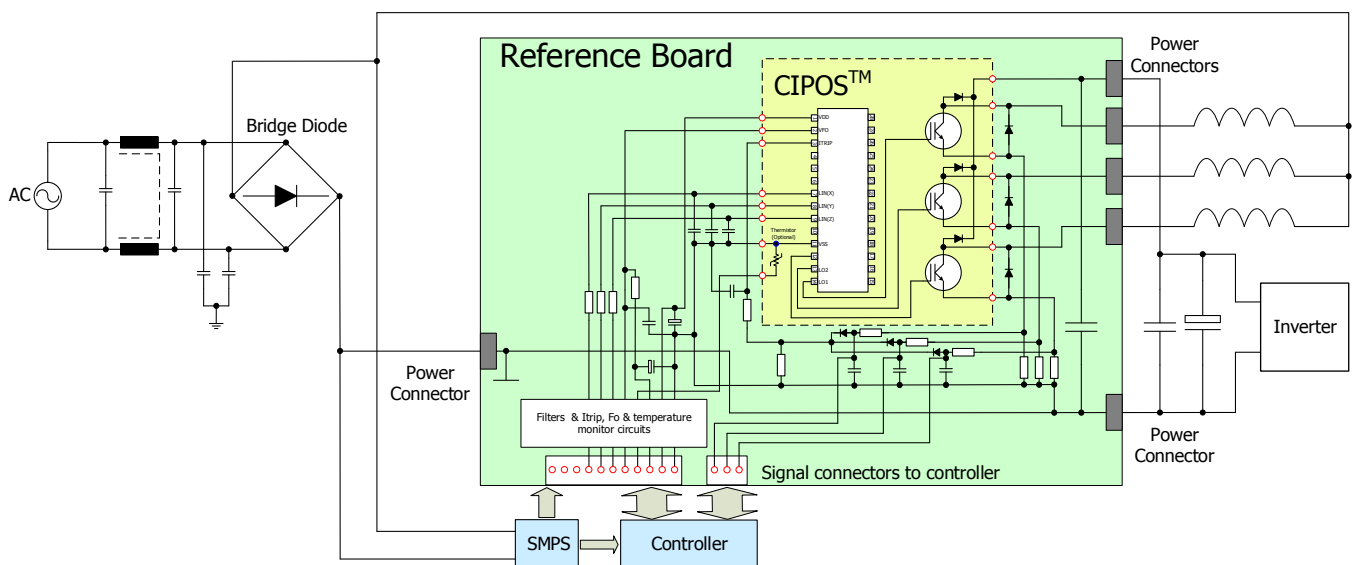 Reference Board
Power
Connectors
CIPOS™
VDD
VFO
ITRIP
Bridge Diode
AC
LIN(X)
LIN(Y)
LIN(Z)
Thermistor
(Optional)
VSS
LO2
LO1
Inverter
Power
Connector
Filters & Itrip, Fo & temperature
monitor circuits
Power
Connector
Signal connectors to controller
SMPS
Controller